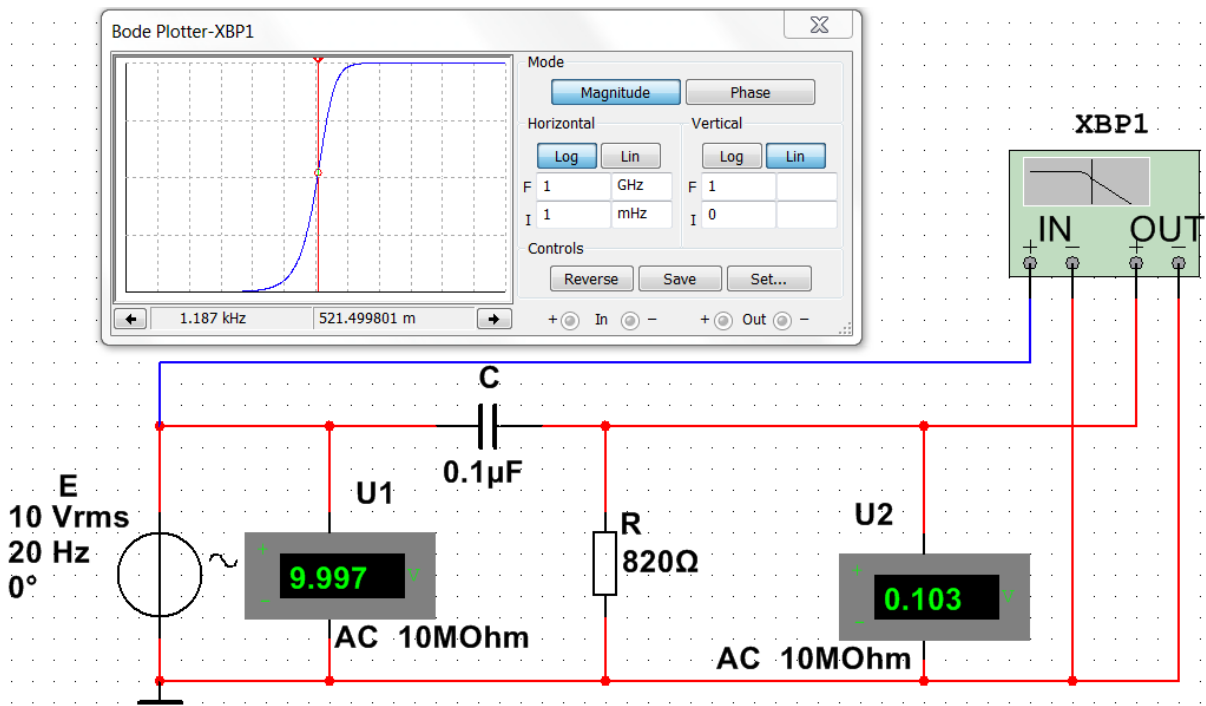 Bode Plotter-XBP1
Mode
Magnitude Phase
Horizontal Vertical
Log Lin Log Lin
F 1 GHz F 1
I 1 mHz I 0
Controls
Reverse Save Set...
1.187 kHz 521.499801 m + In − + Out −
XBP1
IN OUT
+ − + −
C
0.1µF
E
10 Vrms
20 Hz
0°
U1
+
9.997 V
−
AC 10MOhm
R
820Ω
U2
+
0.103 V
−
AC 10MOhm